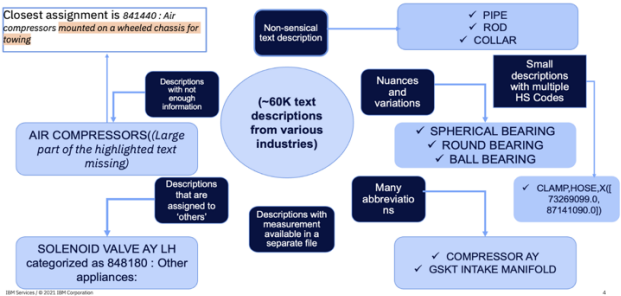 Closest assignment is 841440 : Air
compressors mounted on a wheeled chassis for
towing
Non-sensical
text description
✓ PIPE
✓ ROD
✓ COLLAR
Descriptions
with not
enough
information
(~60K text
descriptions
from various
industries)
Nuances
and
variations
Small
descriptions
with multiple
HS Codes
AIR COMPRESSORS((Large
part of the highlighted text
missing)
✓ SPHERICAL BEARING
✓ ROUND BEARING
✓ BALL BEARING
Descriptions
that are
assigned to
‘others’
Descriptions with
measurement
available in a
separate file
Many
abbreviatio
ns
✓ CLAMP,HOSE,X([
73269099.0,
87141090.0])
SOLENOID VALVE AY LH
categorized as 848180 : Other
appliances:
✓ COMPRESSOR AY
✓ GSKT INTAKE MANIFOLD
IBM Services / © 2021 IBM Corporation
4